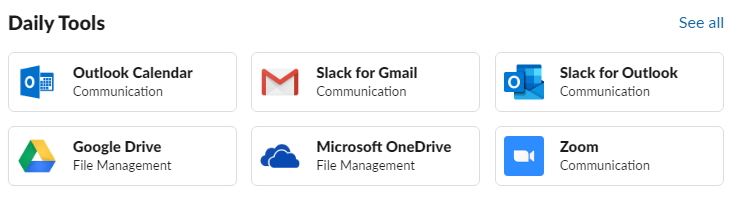 Daily Tools
See all
Outlook Calendar
Communication
Slack for Gmail
Communication
Slack for Outlook
Communication
Google Drive
File Management
Microsoft OneDrive
File Management
Zoom
Communication